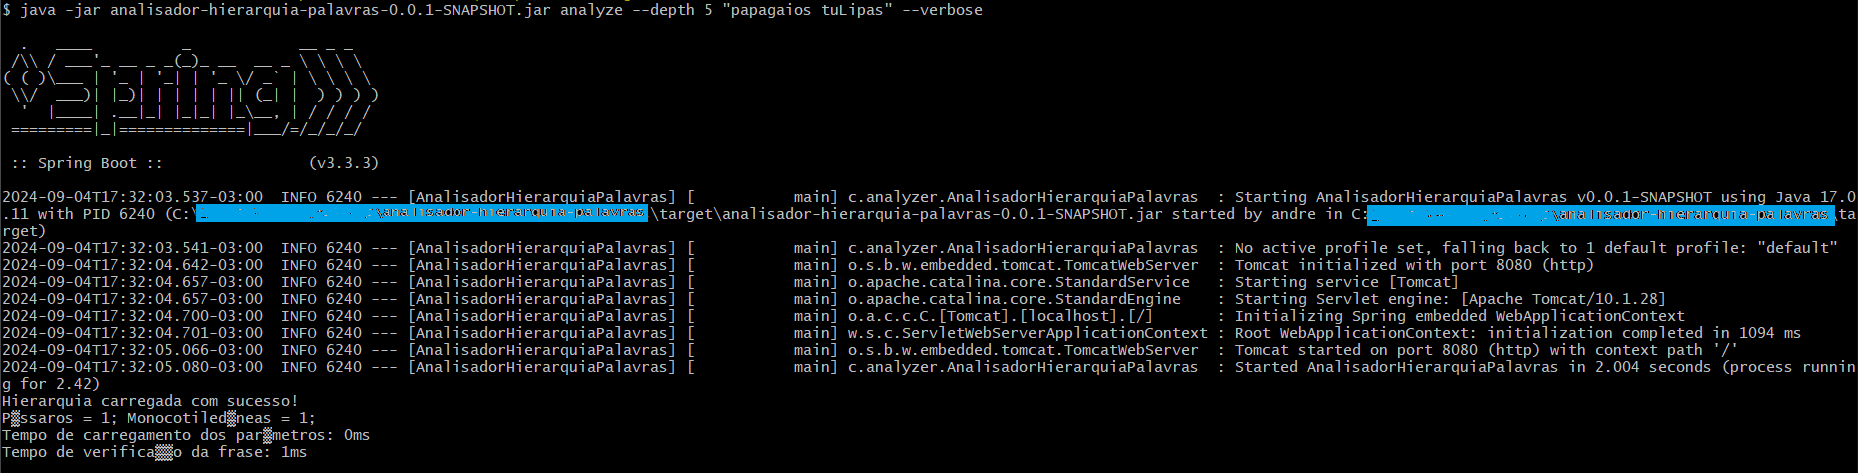 $ java -jar analisador-hierarquia-palavras-0.0.1-SNAPSHOT.jar analyze --depth 5 "papagaios tuLipas" --verbose
  .   ____          _            __ _ _
 /\\ / ___'_ __ _ _(_)_ __  __ _ \ \ \ \
( ( )\___ | '_ | '_| | '_ \/ _` | \ \ \ \
 \\/  ___)| |_)| | | | | || (_| |  ) ) ) )
  '  |____| .__|_| |_|_| |_\__, | / / / /
 =========|_|==============|___/=/_/_/_/
 :: Spring Boot ::                (v3.3.3)
2024-09-04T17:32:03.537-03:00  INFO 6240 --- [AnalisadorHierarquiaPalavras] [           main] c.analyzer.AnalisadorHierarquiaPalavras  : Starting AnalisadorHierarquiaPalavras v0.0.1-SNAPSHOT using Java 17.0
.11 with PID 6240 (C:\ \analisador-hierarquia-palavras\target\analisador-hierarquia-palavras-0.0.1-SNAPSHOT.jar started by andre in C: \analisador-hierarquia-palavras\ta
rget)
2024-09-04T17:32:03.541-03:00  INFO 6240 --- [AnalisadorHierarquiaPalavras] [           main] c.analyzer.AnalisadorHierarquiaPalavras  : No active profile set, falling back to 1 default profile: "default"
2024-09-04T17:32:04.642-03:00  INFO 6240 --- [AnalisadorHierarquiaPalavras] [           main] o.s.b.w.embedded.tomcat.TomcatWebServer  : Tomcat initialized with port 8080 (http)
2024-09-04T17:32:04.657-03:00  INFO 6240 --- [AnalisadorHierarquiaPalavras] [           main] o.apache.catalina.core.StandardService   : Starting service [Tomcat]
2024-09-04T17:32:04.657-03:00  INFO 6240 --- [AnalisadorHierarquiaPalavras] [           main] o.apache.catalina.core.StandardEngine    : Starting Servlet engine: [Apache Tomcat/10.1.28]
2024-09-04T17:32:04.700-03:00  INFO 6240 --- [AnalisadorHierarquiaPalavras] [           main] o.a.c.c.C.[Tomcat].[localhost].[/]       : Initializing Spring embedded WebApplicationContext
2024-09-04T17:32:04.701-03:00  INFO 6240 --- [AnalisadorHierarquiaPalavras] [           main] w.s.c.ServletWebServerApplicationContext : Root WebApplicationContext: initialization completed in 1094 ms
2024-09-04T17:32:05.066-03:00  INFO 6240 --- [AnalisadorHierarquiaPalavras] [           main] o.s.b.w.embedded.tomcat.TomcatWebServer  : Tomcat started on port 8080 (http) with context path '/'
2024-09-04T17:32:05.080-03:00  INFO 6240 --- [AnalisadorHierarquiaPalavras] [           main] c.analyzer.AnalisadorHierarquiaPalavras  : Started AnalisadorHierarquiaPalavras in 2.004 seconds (process runnin
g for 2.42)
Hierarquia carregada com sucesso!
P▒ssaros = 1; Monocotiled▒neas = 1;
Tempo de carregamento dos par▒metros: 0ms
Tempo de verifica▒▒o da frase: 1ms